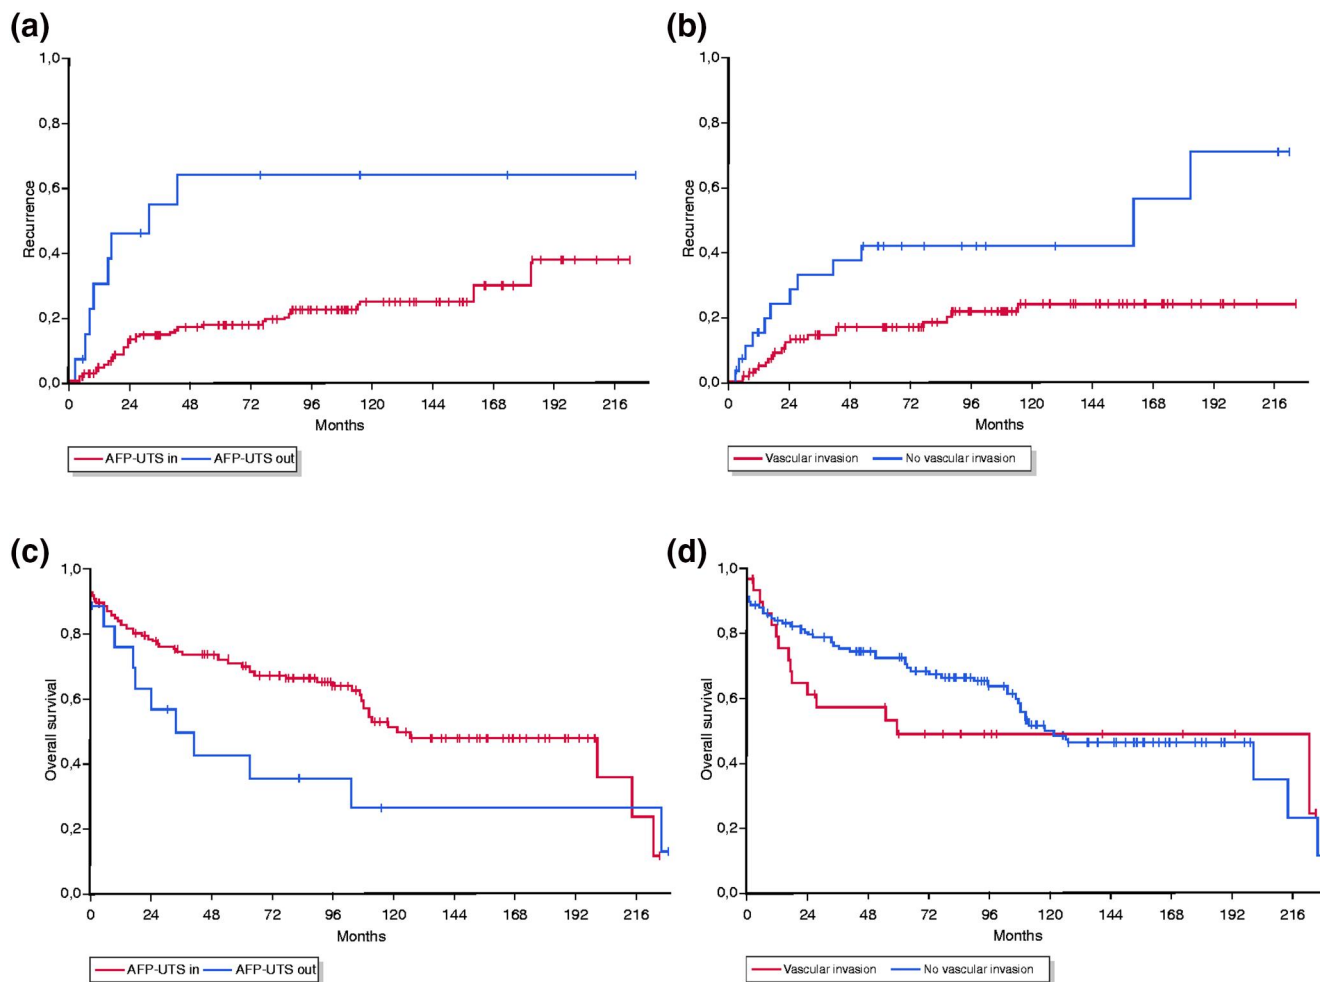 (a)
1,0
0,8
0,6
0,4
0,2
0,0
Recurrence
0 24 48 72 96 120 144 168 192 216
Months
AFP-UTS in AFP-UTS out
(b)
1,0
0,8
0,6
0,4
0,2
0,0
Recurrence
0 24 48 72 96 120 144 168 192 216
Months
Vascular invasion No vascular invasion
(c)
1,0
0,8
0,6
0,4
0,2
0,0
Overall survival
0 24 48 72 96 120 144 168 192 216
Months
AFP-UTS in AFP-UTS out
(d)
1,0
0,8
0,6
0,4
0,2
0,0
Overall survival
0 24 48 72 96 120 144 168 192 216
Months
Vascular invasion No vascular invasion